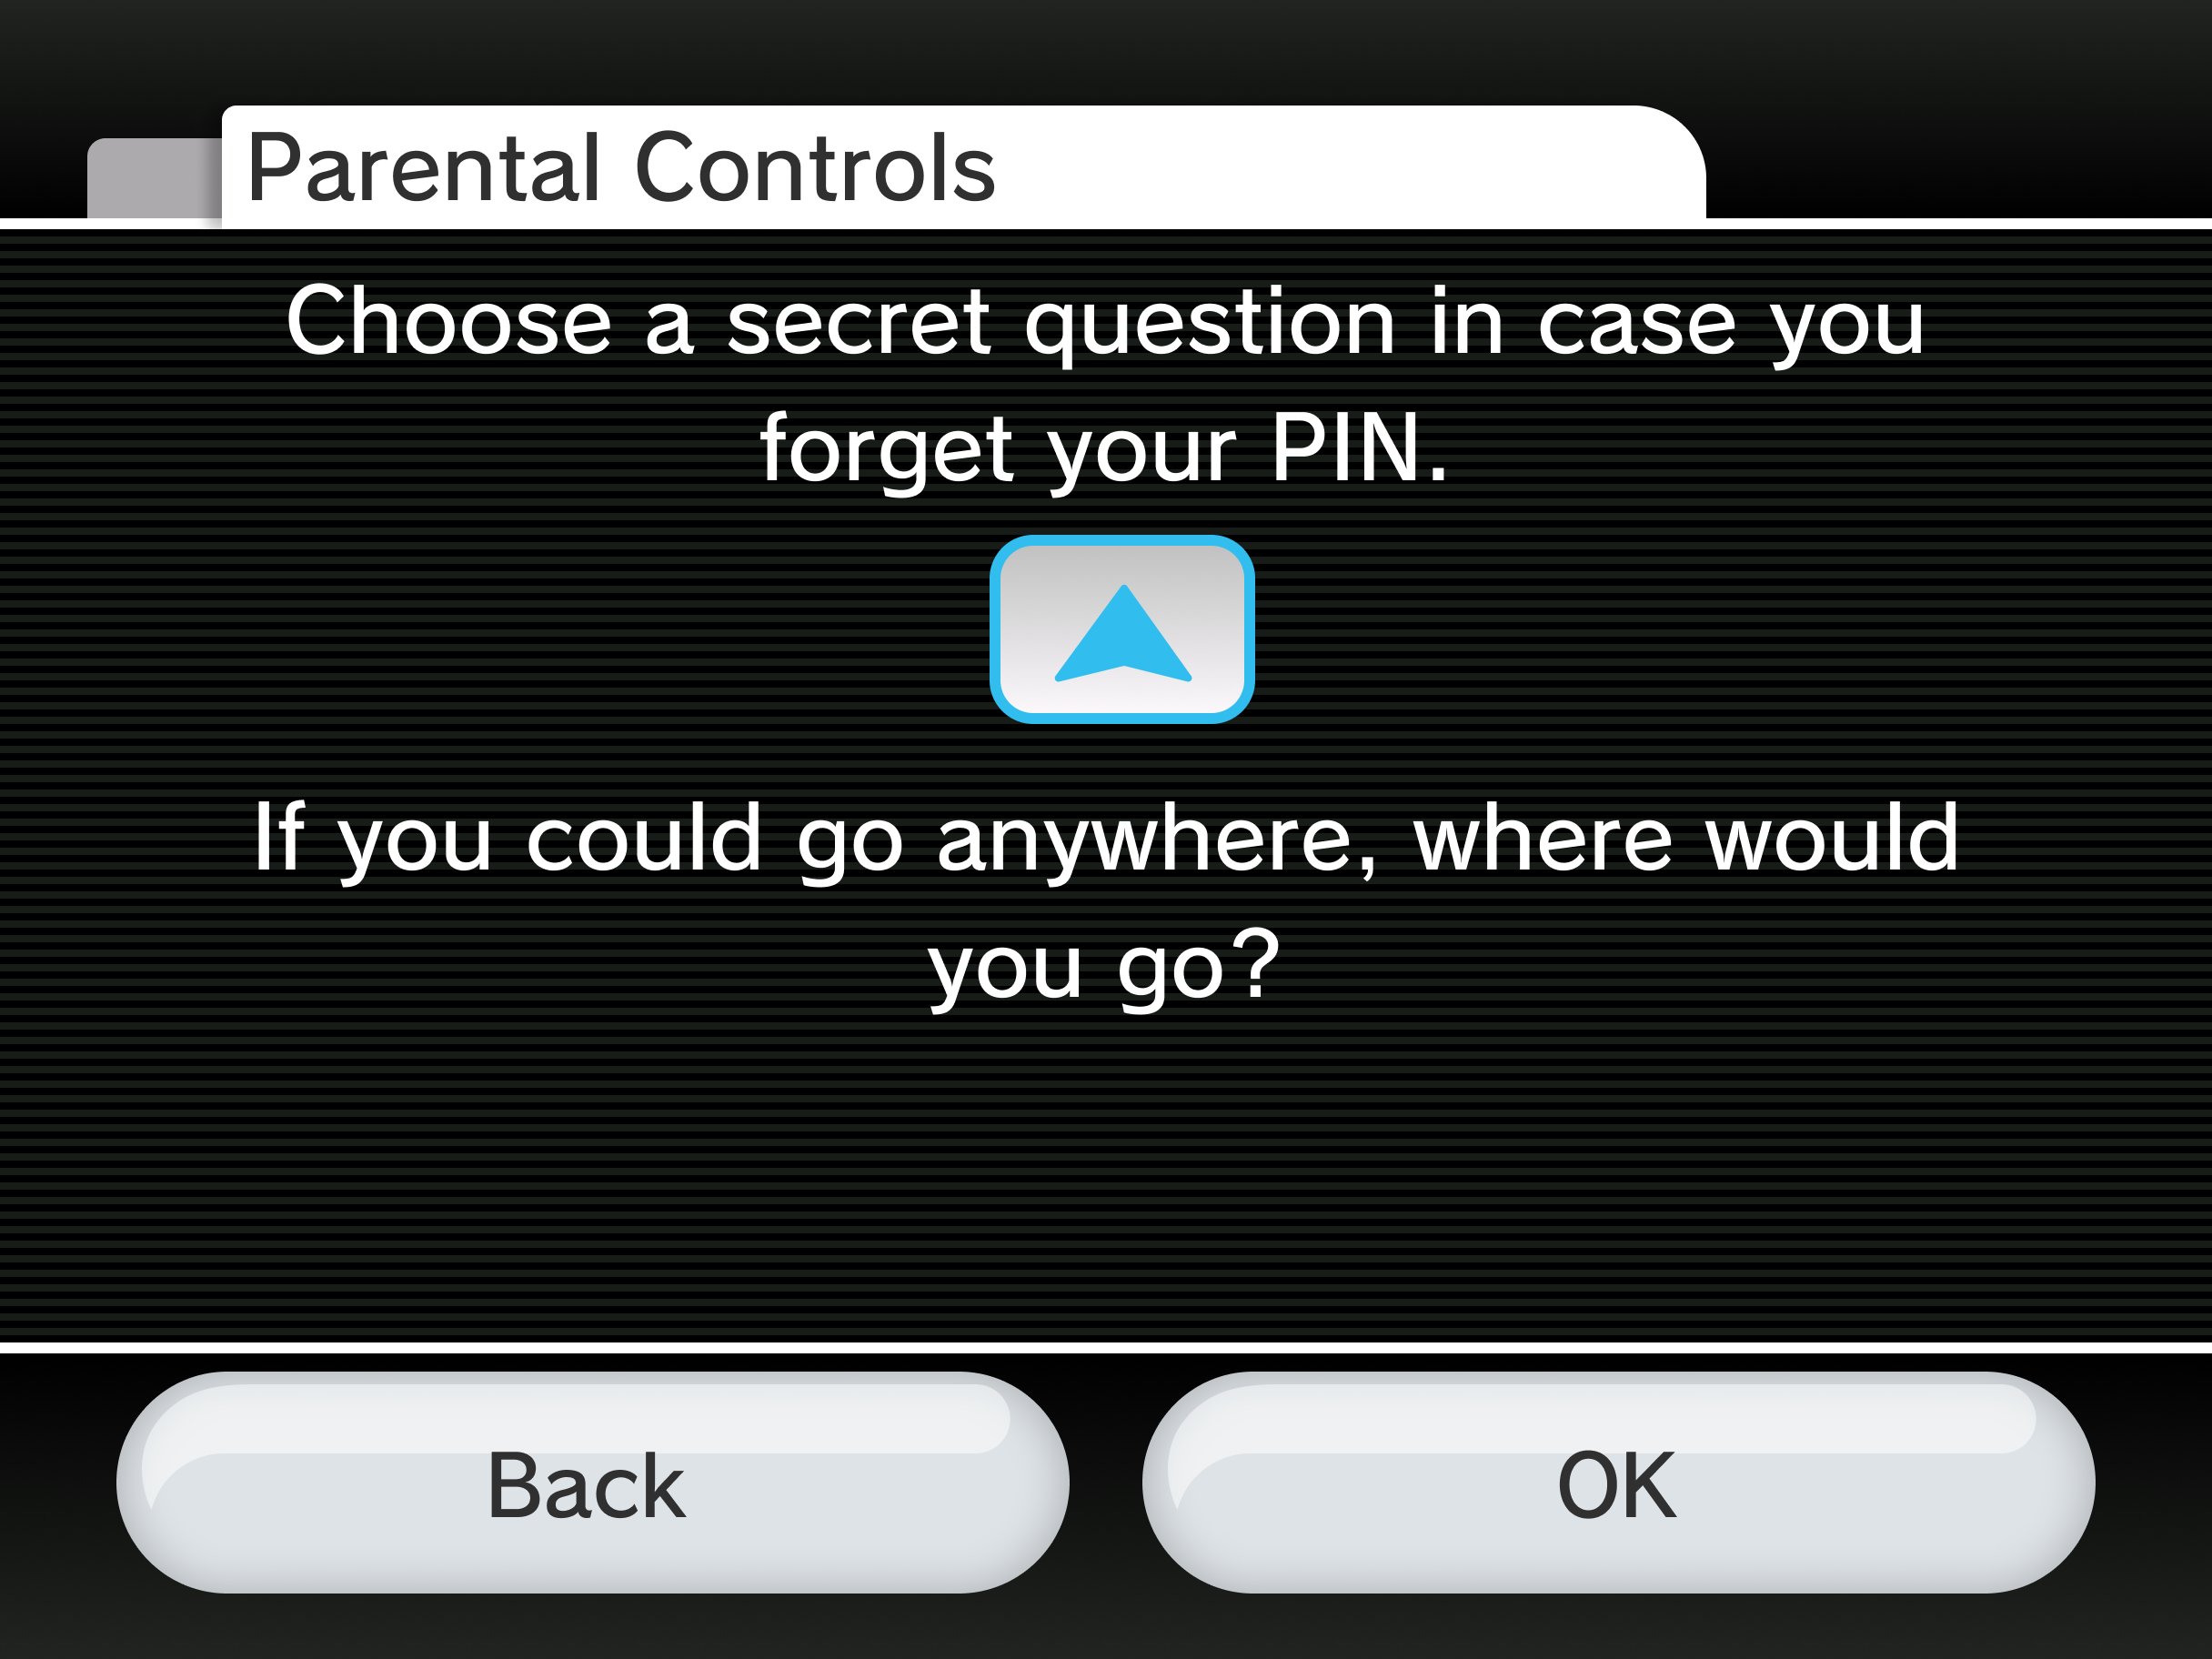 Parental Controls
Choose a secret question in case you
forget your PIN.
If you could go anywhere, where would
you go?
Back
OK